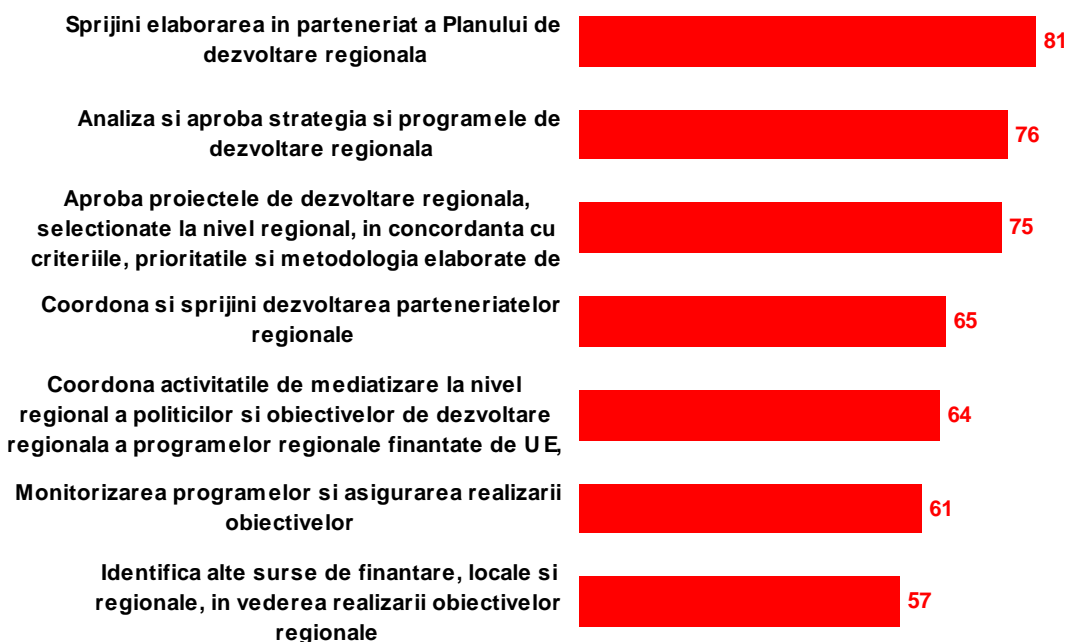 Sprijini elaborarea in parteneriat a Planului de
dezvoltare regionala
81
Analiza si aproba strategia si programele de
dezvoltare regionala
76
Aproba proiectele de dezvoltare regionala,
selectionate la nivel regional, in concordanta cu
criteriile, prioritatile si metodologia elaborate de
75
Coordona si sprijini dezvoltarea parteneriatelor
regionale
65
Coordona activitatile de mediatizare la nivel
regional a politicilor si obiectivelor de dezvoltare
regionala a programelor regionale finantate de UE,
64
Monitorizarea programelor si asigurarea realizarii
obiectivelor
61
Identifica alte surse de finantare, locale si
regionale, in vederea realizarii obiectivelor
regionale
57